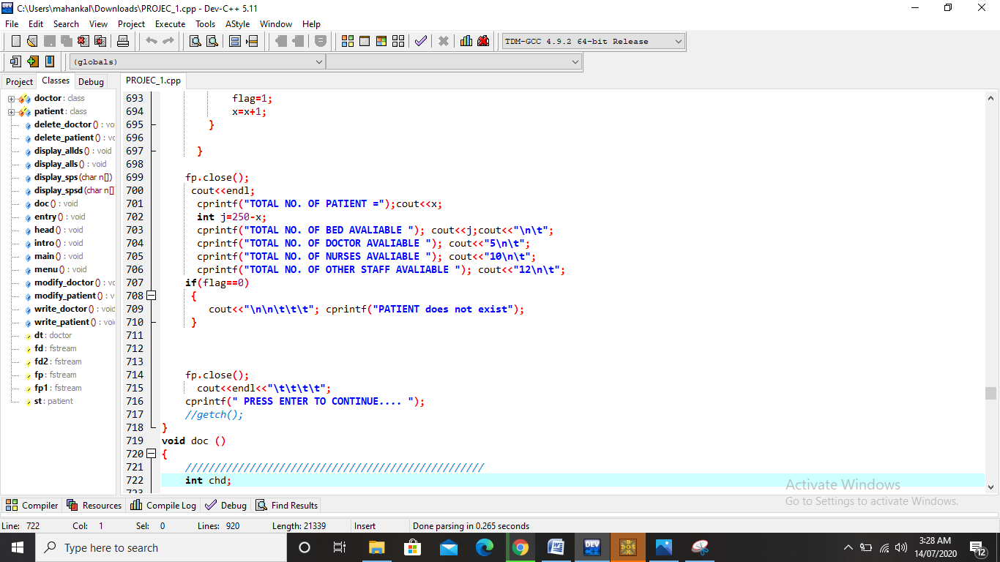 C:\Users\mahankal\Downloads\PROJEC_1.cpp - Dev-C++ 5.11
File Edit Search View Project Execute Tools AStyle Window Help
TDM-GCC 4.9.2 64-bit Release
(globals)
Project Classes Debug
PROJEC_1.cpp
doctor : class
patient : class
delete_doctor () : vo
delete_patient () : vo
display_allds () : void
display_alls () : void
display_sps (char n[])
display_spsd (char n[]
doc () : void
entry () : void
head () : void
intro () : void
main () : void
menu () : void
modify_doctor () : vo
modify_patient () : v
write_doctor () : voic
write_patient () : voi
dt : doctor
fd : fstream
fd2 : fstream
fp : fstream
fp1 : fstream
st : patient
693 flag=1;
694 x=x+1;
695 }
696
697 }
698
699 fp.close();
700 cout<<endl;
701 cprintf("TOTAL NO. OF PATIENT =");cout<<x;
702 int j=250-x;
703 cprintf("TOTAL NO. OF BED AVALIABLE "); cout<<j;cout<<"\n\t";
704 cprintf("TOTAL NO. OF DOCTOR AVALIABLE "); cout<<"5\n\t";
705 cprintf("TOTAL NO. OF NURSES AVALIABLE "); cout<<"10\n\t";
706 cprintf("TOTAL NO. OF OTHER STAFF AVALIABLE "); cout<<"12\n\t";
707 if(flag==0)
708 {
709 cout<<"\n\n\t\t\t"; cprintf("PATIENT does not exist");
710 }
711
712
713
714 fp.close();
715 cout<<endl<<"\t\t\t\t";
716 cprintf(" PRESS ENTER TO CONTINUE.... ");
717 //getch();
718 }
719 void doc ()
720 {
721 ///////////////////////////////////////////////////
722 int chd;
723
Activate Windows
Go to Settings to activate Windows.
Compiler Resources Compile Log Debug Find Results
Line: 722 Col: 1 Sel: 0 Lines: 920 Length: 21339 Insert Done parsing in 0.265 seconds
Type here to search
DEV
DOS
3:28 AM
14/07/2020
12